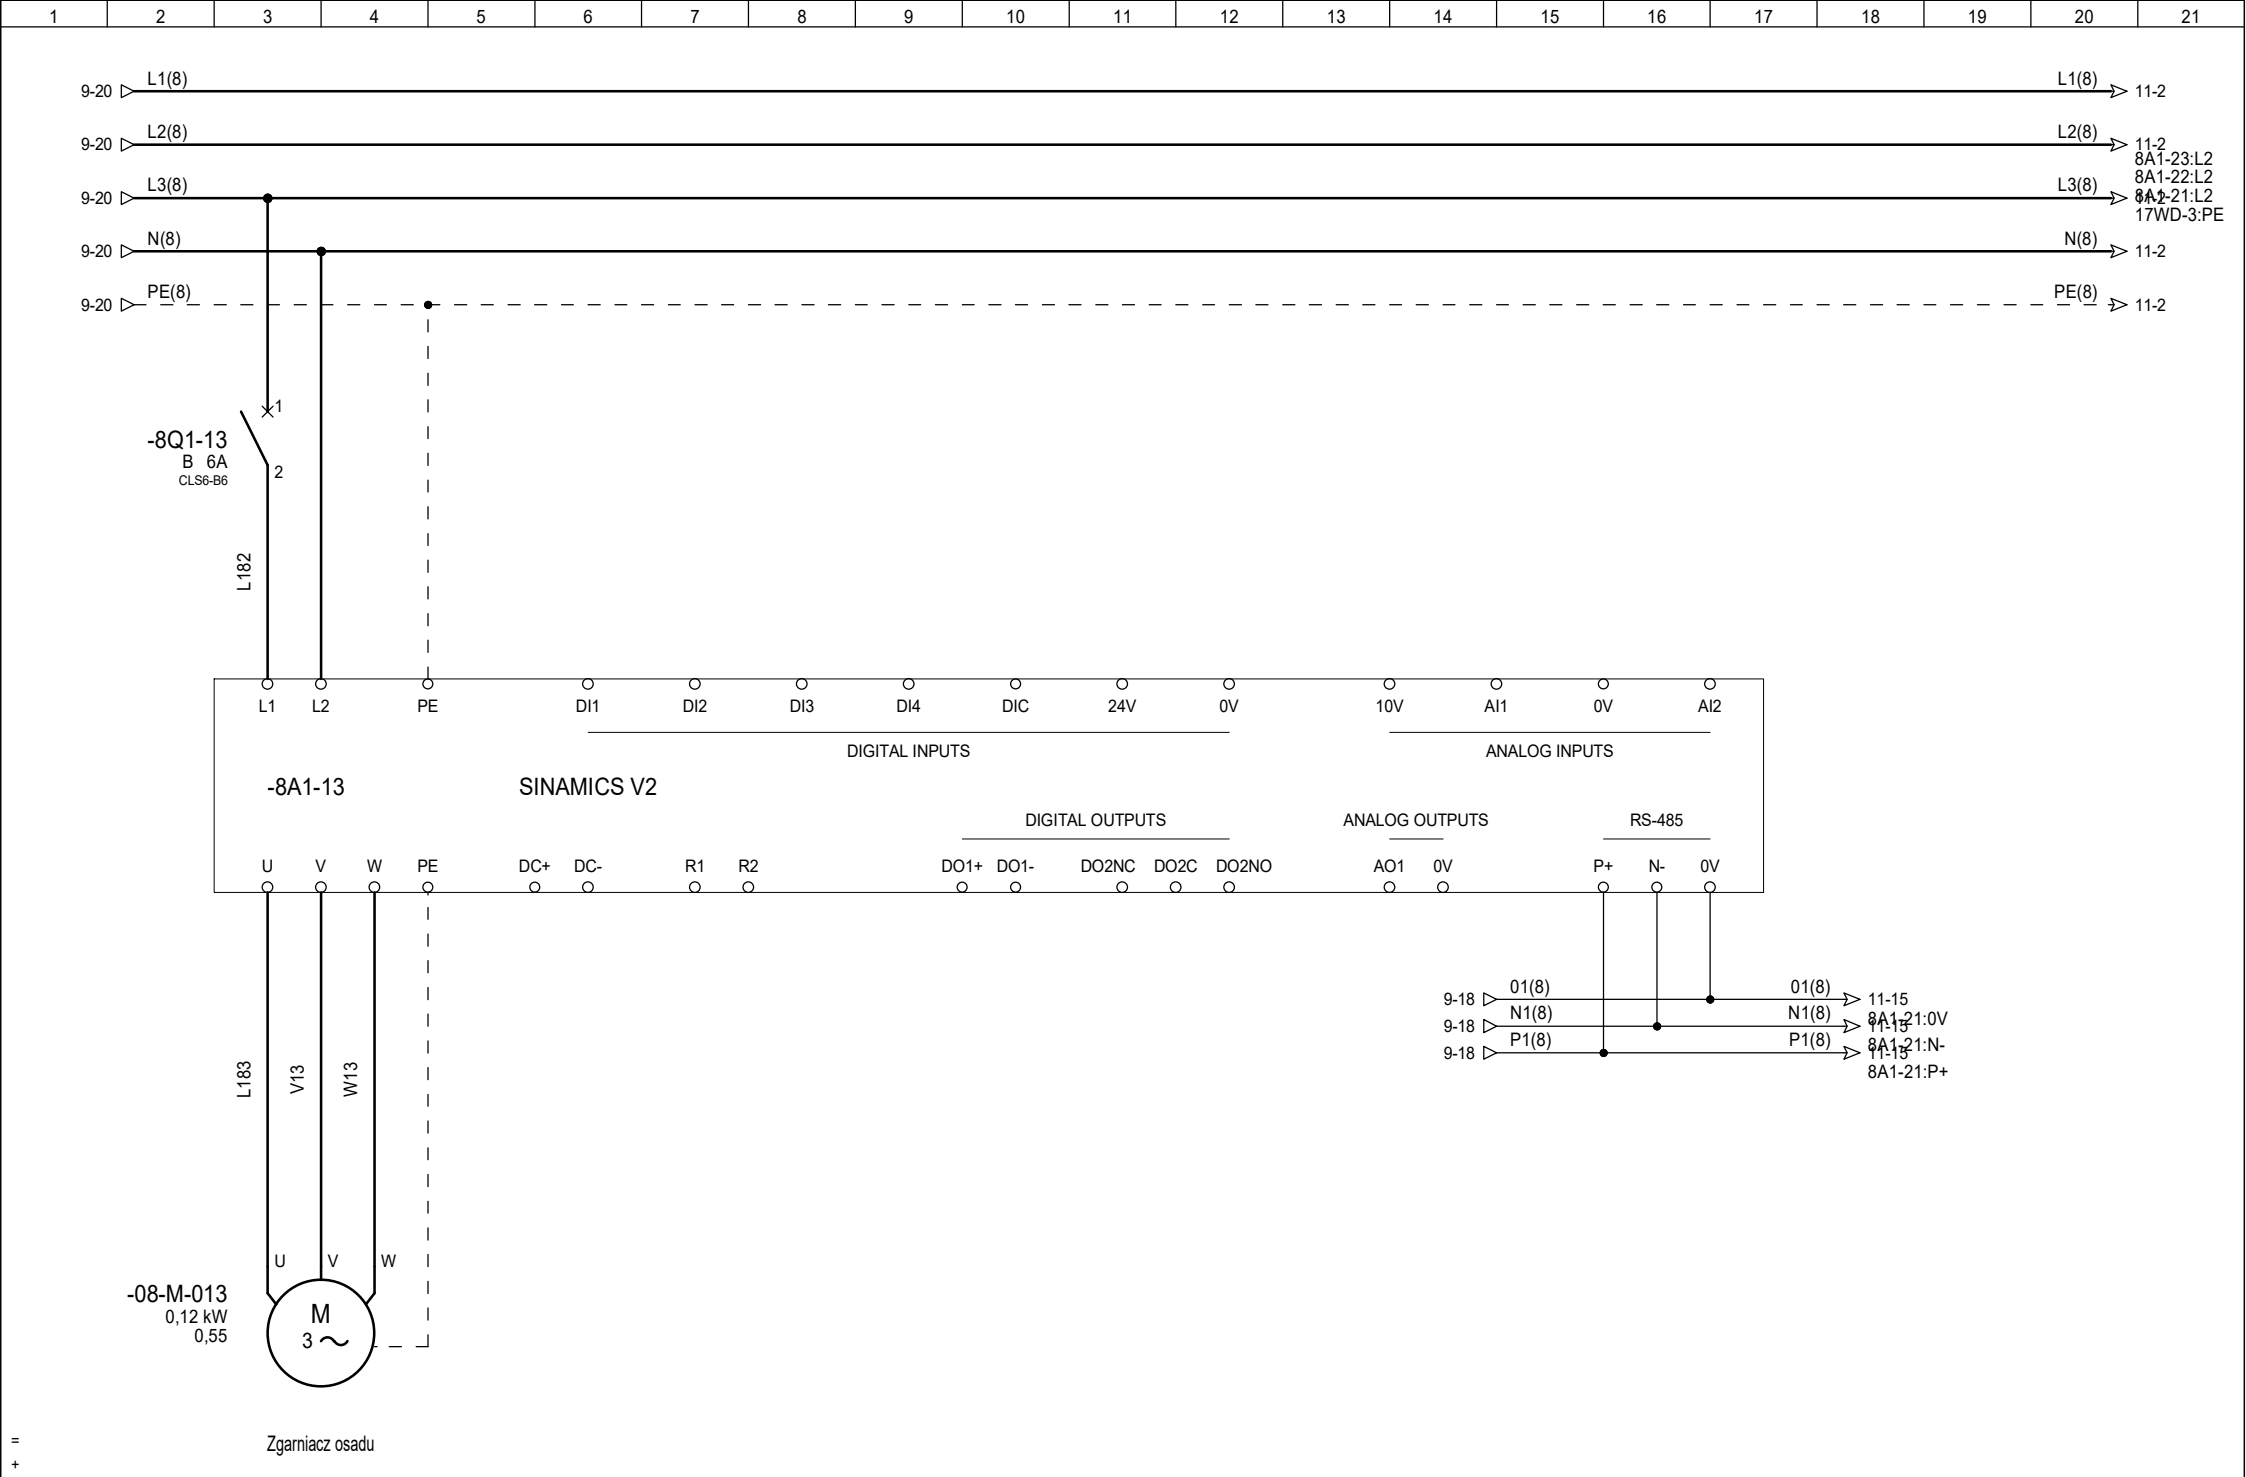 1 2 3 4 5 6 7 8 9 10 11 12 13 14 15 16 17 18 19 20 21
9-20 L1(8) L1(8) 11-2
9-20 L2(8) L2(8) 11-2
8A1-23:L2
8A1-22:L2
9-20 L3(8) L3(8) 11-2
8A1-21:L2
17WD-3:PE
9-20 N(8) N(8) 11-2
9-20 PE(8) PE(8) 11-2
1
-8Q1-13
B 6A
2
CLS6-B6
L182
L1 L2 PE DI1 DI2 DI3 DI4 DIC 24V 0V 10V AI1 0V AI2
DIGITAL INPUTS ANALOG INPUTS
-8A1-13 SINAMICS V2
DIGITAL OUTPUTS ANALOG OUTPUTS RS-485
U V W PE DC+ DC- R1 R2 DO1+ DO1- DO2NC DO2C DO2NO AO1 0V P+ N- 0V
9-18 01(8) 01(8) 11-15
8A1-21:0V
9-18 N1(8) N1(8) 11-15
8A1-21:N-
9-18 P1(8) P1(8) 11-15
8A1-21:P+
L183 V13 W13
U V W
-08-M-013
0,12 kW
0,55
M
3
Zgarniacz osadu
=
+